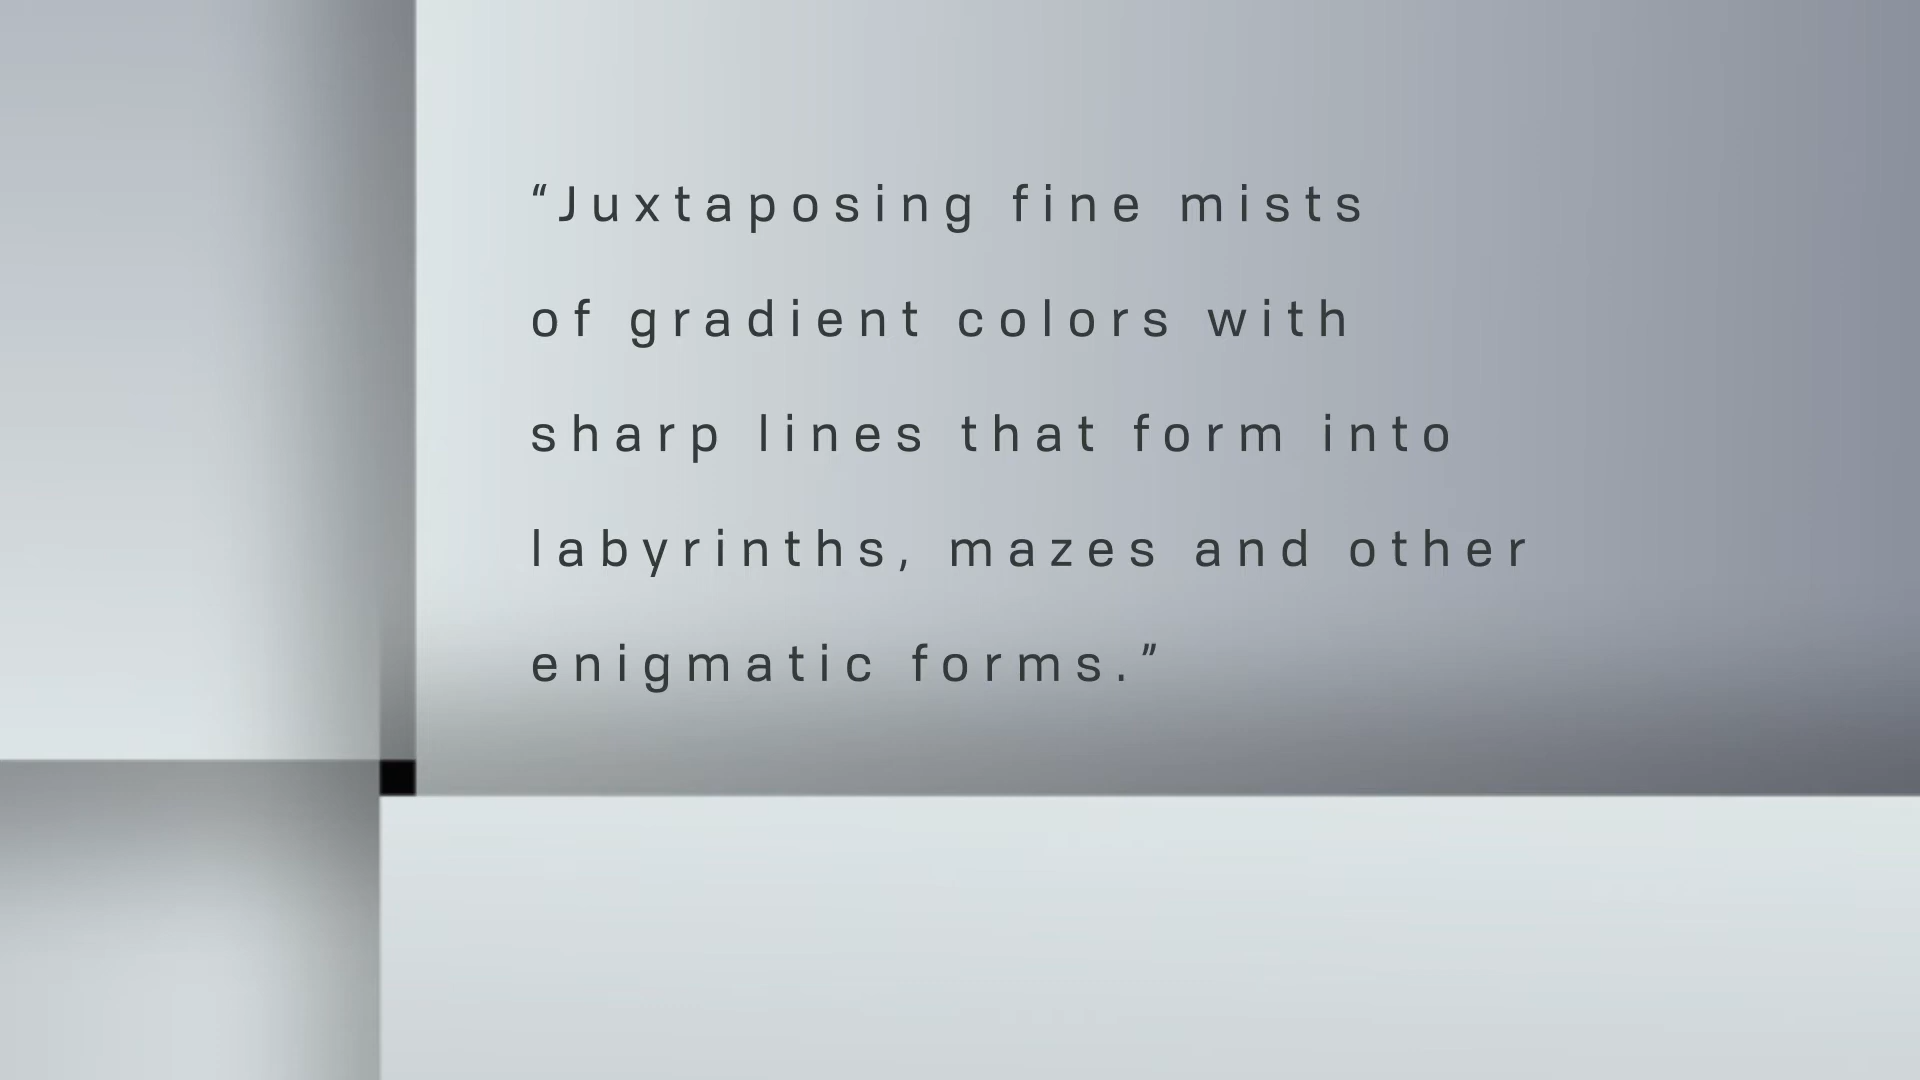 “Juxtaposing fine mists
of gradient colors with
sharp lines that form into
labyrinths, mazes and other
enigmatic forms.”